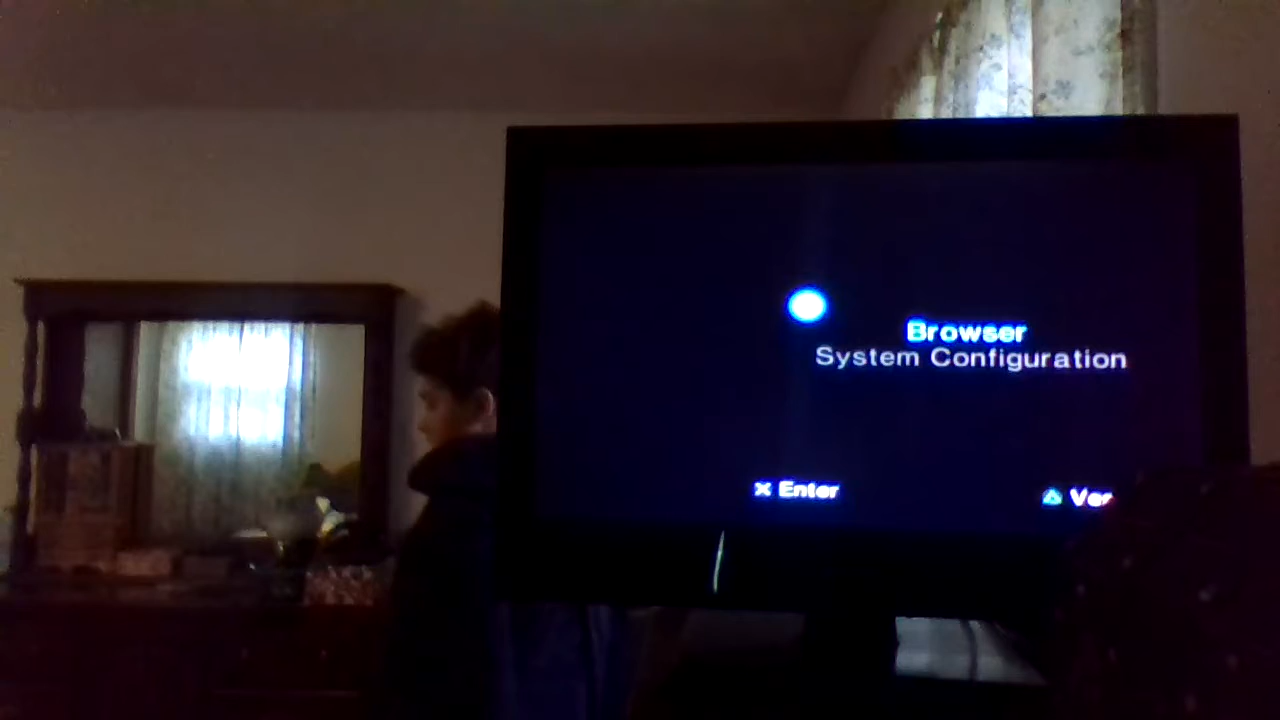 Browser
System Configuration
✕ Enter
△ Ver